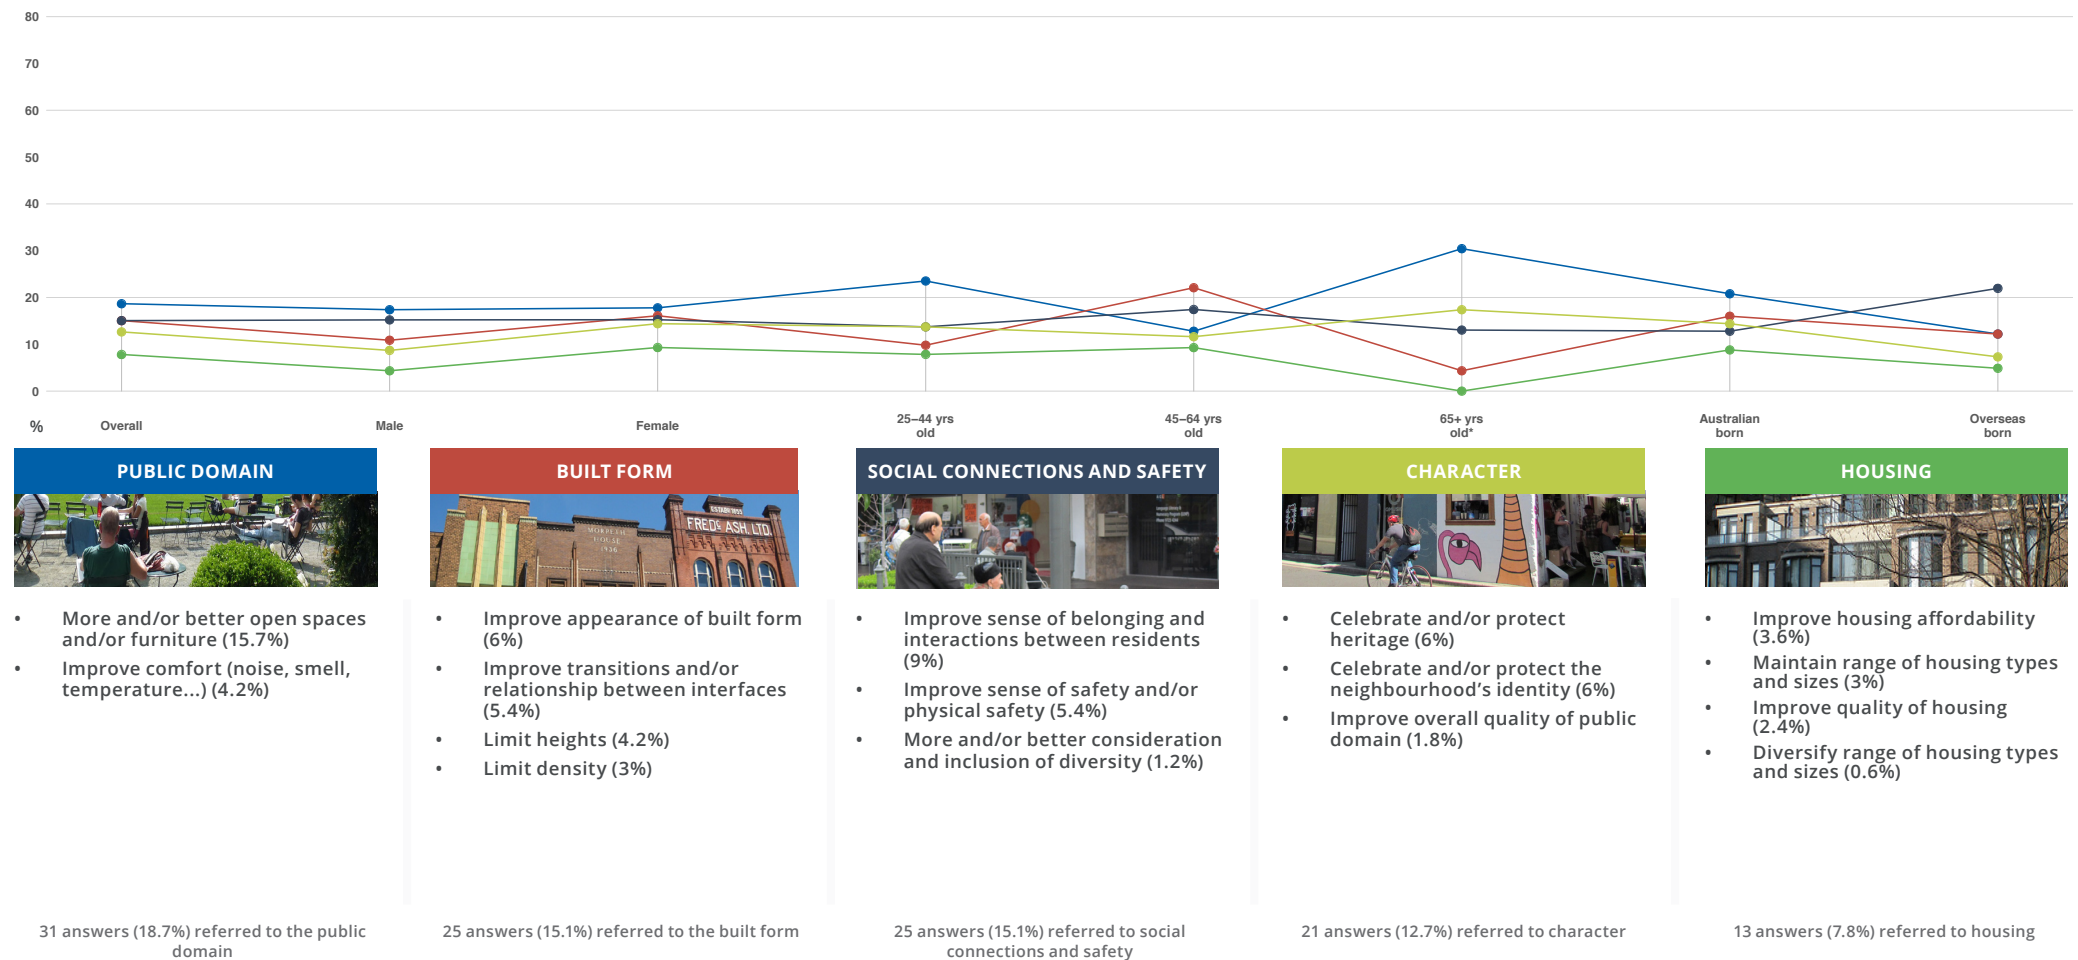 80
70
60
50
40
30
20
10
0
%
Overall
Male
Female
25–44 yrs
old
45–64 yrs
old
65+ yrs
old*
Australian
born
Overseas
born
PUBLIC DOMAIN
• More and/or better open spaces
and/or furniture (15.7%)
• Improve comfort (noise, smell,
temperature...) (4.2%)
31 answers (18.7%) referred to the public
domain
BUILT FORM
ESTABD 1855
FREDK ASH. LTD.
MORPETH
HOUSE
1936
• Improve appearance of built form
(6%)
• Improve transitions and/or
relationship between interfaces
(5.4%)
• Limit heights (4.2%)
• Limit density (3%)
25 answers (15.1%) referred to the built form
SOCIAL CONNECTIONS AND SAFETY
• Improve sense of belonging and
interactions between residents
(9%)
• Improve sense of safety and/or
physical safety (5.4%)
• More and/or better consideration
and inclusion of diversity (1.2%)
25 answers (15.1%) referred to social
connections and safety
CHARACTER
• Celebrate and/or protect
heritage (6%)
• Celebrate and/or protect the
neighbourhood’s identity (6%)
• Improve overall quality of public
domain (1.8%)
21 answers (12.7%) referred to character
HOUSING
• Improve housing affordability
(3.6%)
• Maintain range of housing types
and sizes (3%)
• Improve quality of housing
(2.4%)
• Diversify range of housing types
and sizes (0.6%)
13 answers (7.8%) referred to housing